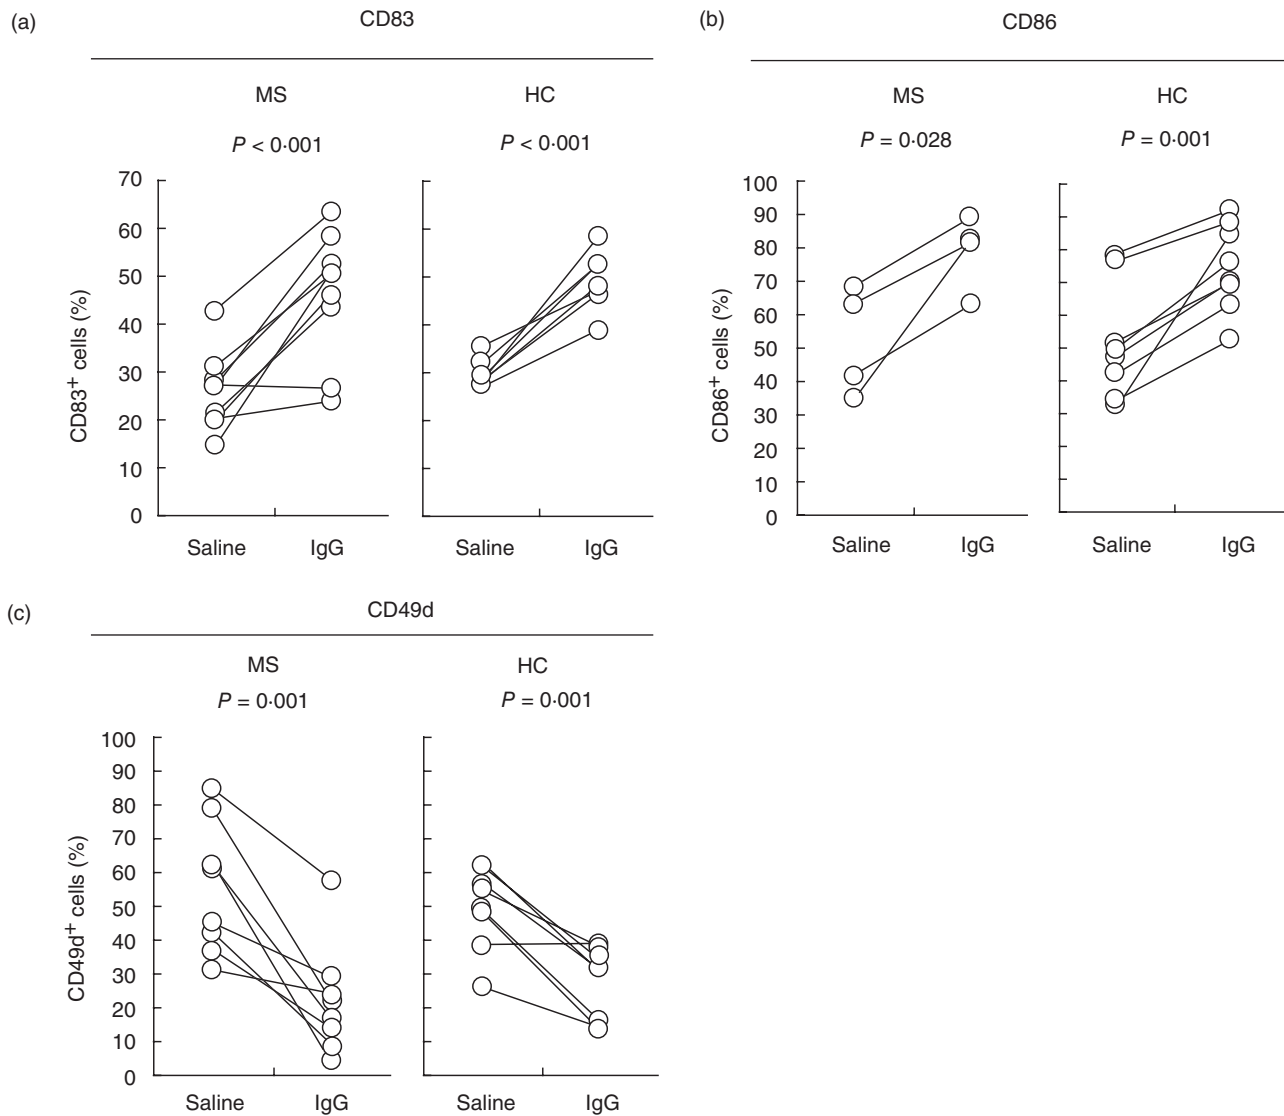 (a)
CD83
MS
HC
P < 0·001
P < 0·001
70
60
50
40
30
20
10
0
CD83+ cells (%)
Saline
IgG
Saline
IgG
(b)
CD86
MS
HC
P = 0·028
P = 0·001
100
90
80
70
60
50
40
30
20
10
0
CD86+ cells (%)
Saline
IgG
Saline
IgG
(c)
CD49d
MS
HC
P = 0·001
P = 0·001
100
90
80
70
60
50
40
30
20
10
0
CD49d+ cells (%)
Saline
IgG
Saline
IgG